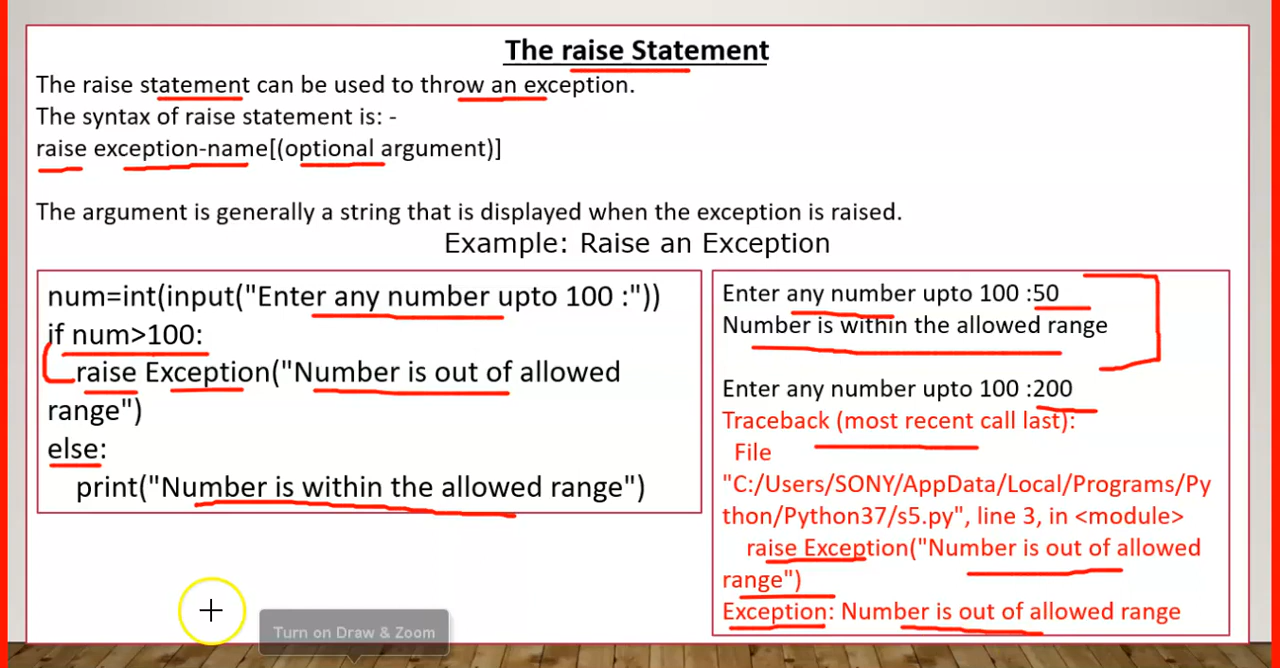 The raise Statement
The raise statement can be used to throw an exception.
The syntax of raise statement is: -
raise exception-name[(optional argument)]
The argument is generally a string that is displayed when the exception is raised.
Example: Raise an Exception
num=int(input("Enter any number upto 100 :"))
if num>100:
raise Exception("Number is out of allowed
range")
else:
print("Number is within the allowed range")
Enter any number upto 100 :50
Number is within the allowed range
Enter any number upto 100 :200
Traceback (most recent call last):
File
"C:/Users/SONY/AppData/Local/Programs/Py
thon/Python37/s5.py", line 3, in <module>
raise Exception("Number is out of allowed
range")
Exception: Number is out of allowed range
Turn on Draw & Zoom